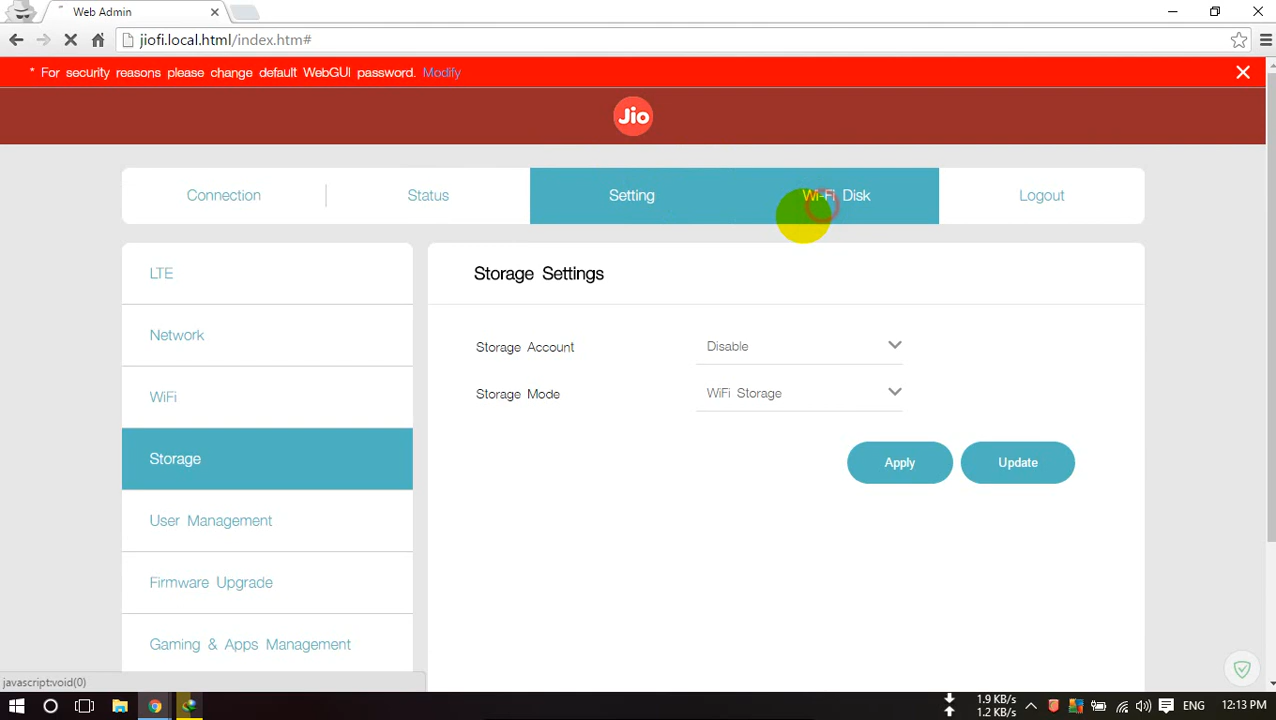 Web Admin
jiofi.local.html/index.htm#
* For security reasons please change default WebGUI password. Modify
Jio
Connection
Status
Setting
Wi-Fi Disk
Logout
LTE
Network
WiFi
Storage
User Management
Firmware Upgrade
Gaming & Apps Management
Storage Settings
Storage Account
Disable
Storage Mode
WiFi Storage
Apply
Update
javascript:void(0)
1.9 KB/s
1.2 KB/s
ENG
12:13 PM